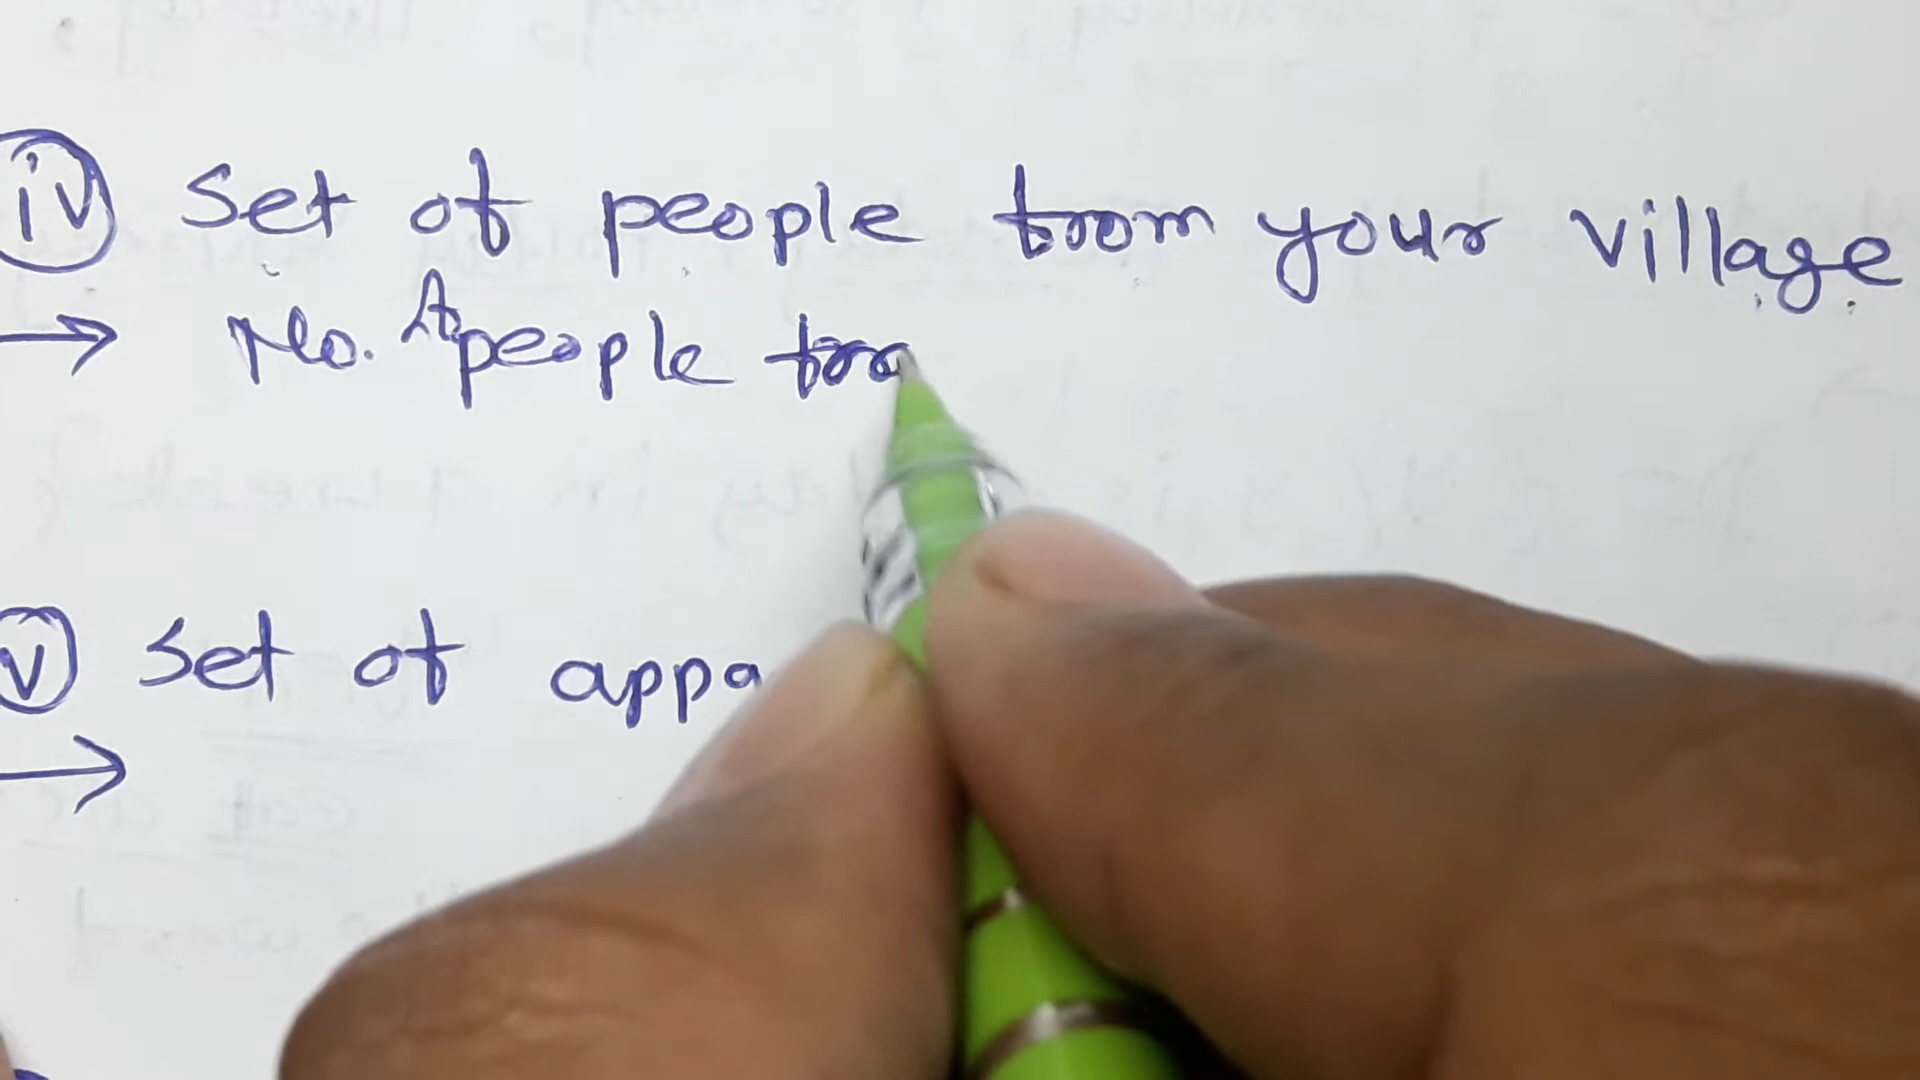 iv Set of people from your village
→ No. of people fro
v Set of appa
→